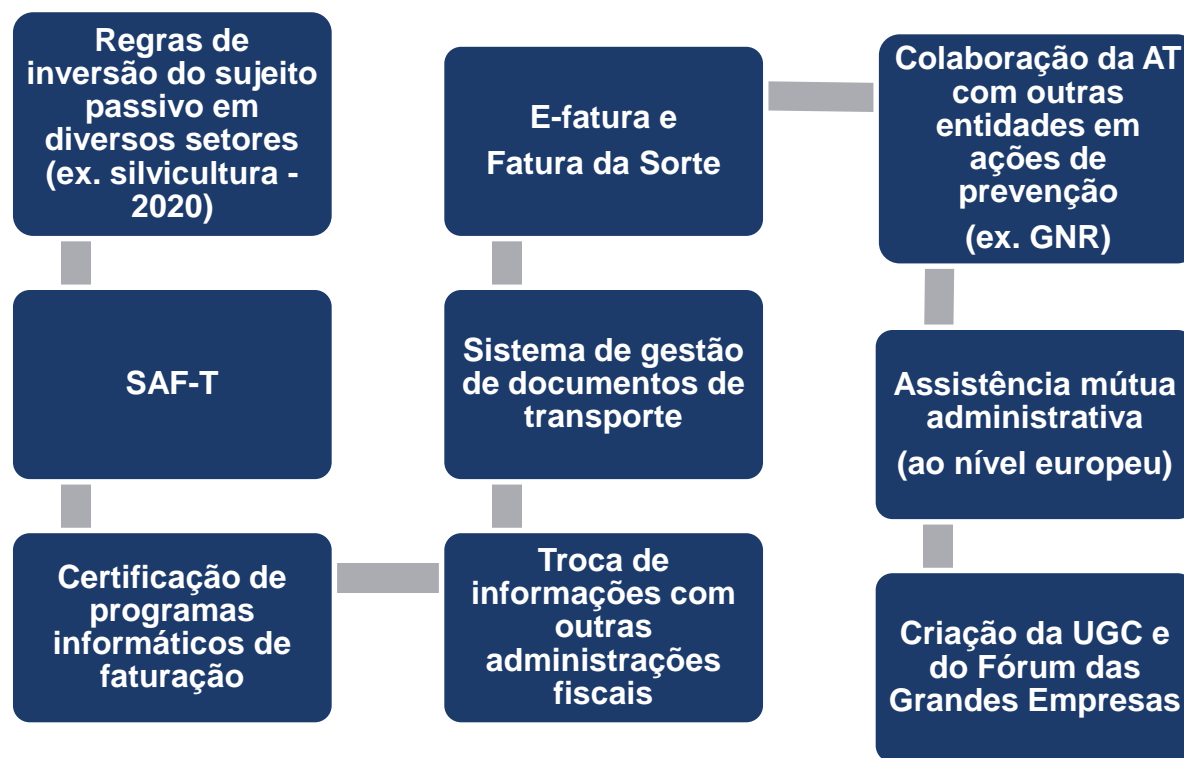 Regras de
inversão do sujeito
passivo em
diversos setores
(ex. silvicultura -
2020)
SAF-T
Certificação de
programas
informáticos de
faturação
Troca de
informações com
outras
administrações
fiscais
Sistema de gestão
de documentos de
transporte
E-fatura e
Fatura da Sorte
Colaboração da AT
com outras
entidades em
ações de
prevenção
(ex. GNR)
Assistência mútua
administrativa
(ao nível europeu)
Criação da UGC e
do Fórum das
Grandes Empresas